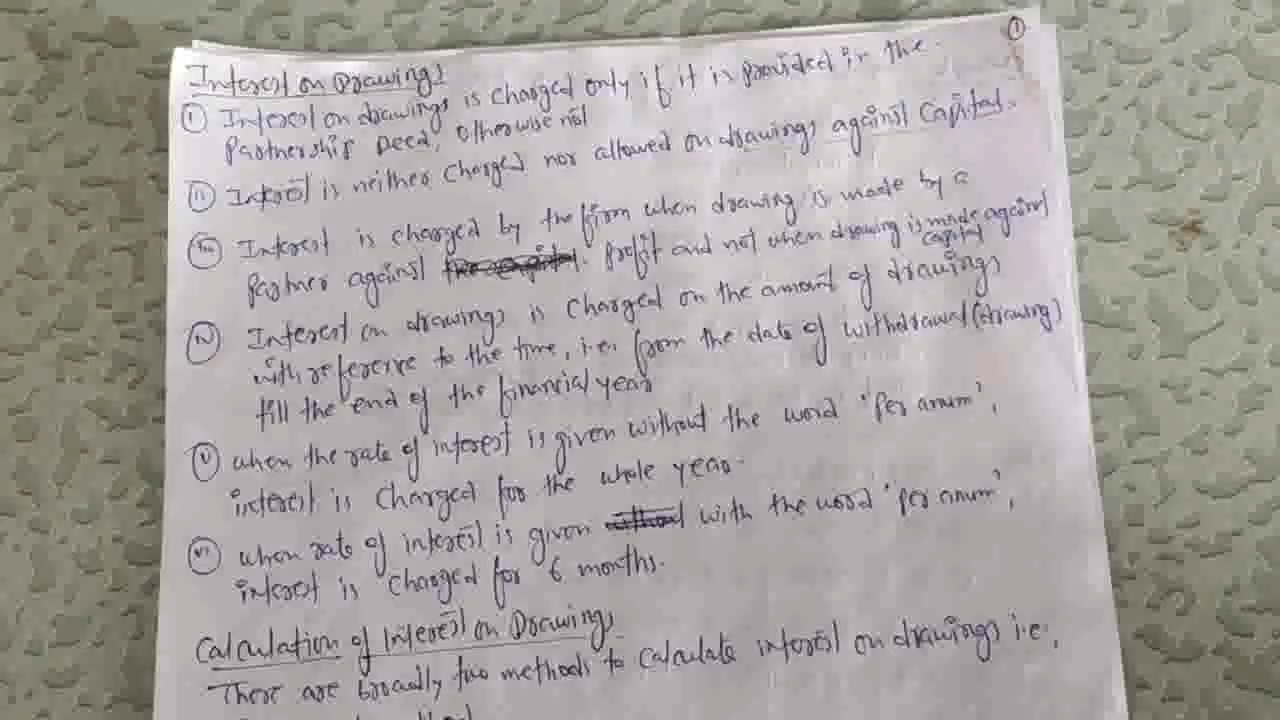 ①
Interest on Drawings
(i) Interest on drawings is charged only if it is provided in the
Partnership Deed, Otherwise not
(ii) Interest is neither charged nor allowed on drawings against Capital.
(iii) Interest is charged by the firm when drawing is made by a
Partner against profit and not when drawing is made against
capital
(iv) Interest on drawings is charged on the amount of drawings
with reference to the time, i.e. from the date of withdrawal (drawing)
till the end of the financial year
(v) when the rate of interest is given without the word 'Per anum',
interest is charged for the whole year.
(vi) when rate of interest is given with the word 'per anum',
interest is charged for 6 months.
Calculation of Interest on Drawings
There are broadly two methods to calculate interest on drawings i.e,